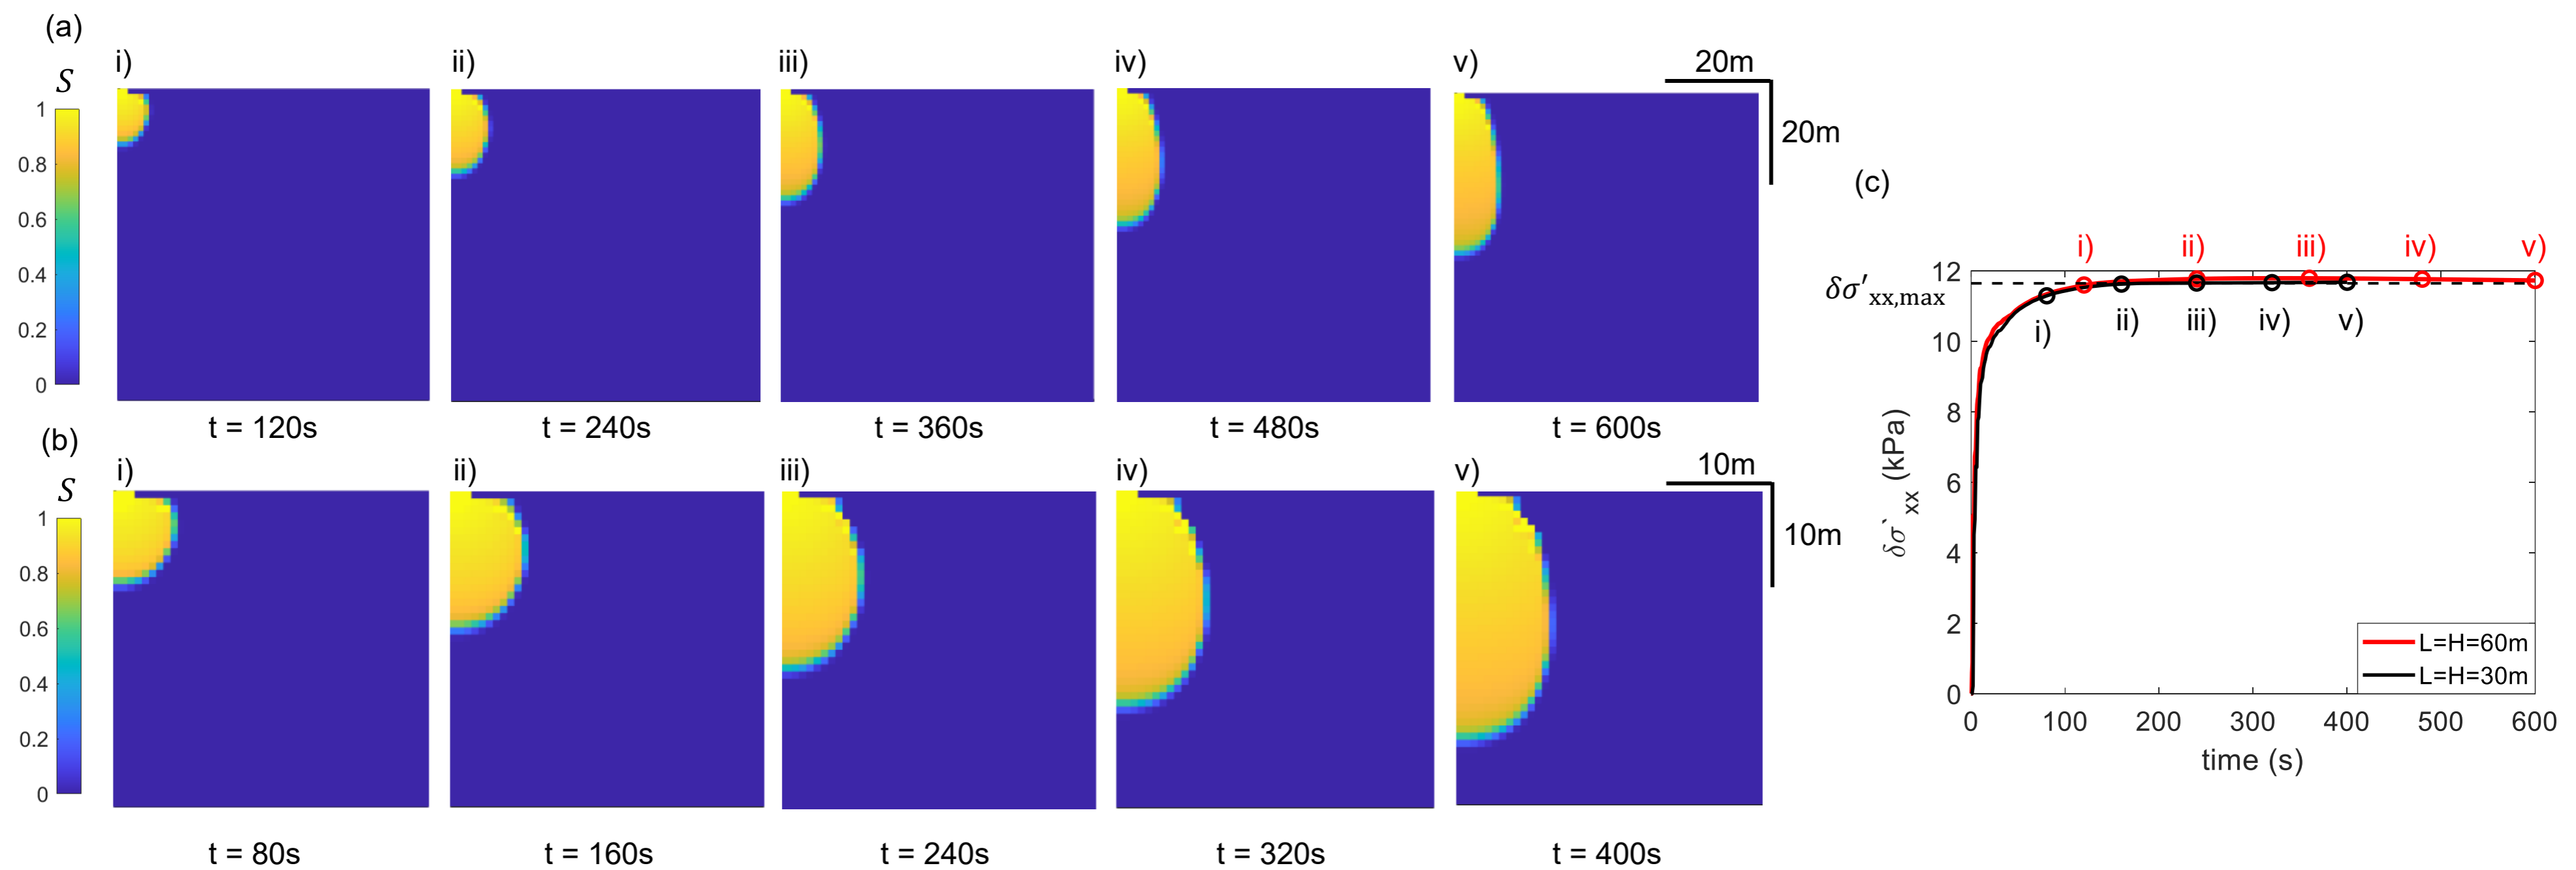 (a)
i) ii) iii) iv) v) 20m
S
20m
1
0.8
0.6
0.4
0.2
0
t = 120s t = 240s t = 360s t = 480s t = 600s
(b)
i) ii) iii) iv) v) 10m
S
10m
1
0.8
0.6
0.4
0.2
0
t = 80s t = 160s t = 240s t = 320s t = 400s
(c)
i) ii) iii) iv) v)
δσ′xx,max
i) ii) iii) iv) v)
12
10
8
6
4
2
0
δσ`xx (kPa)
L=H=60m
L=H=30m
0 100 200 300 400 500 600
time (s)